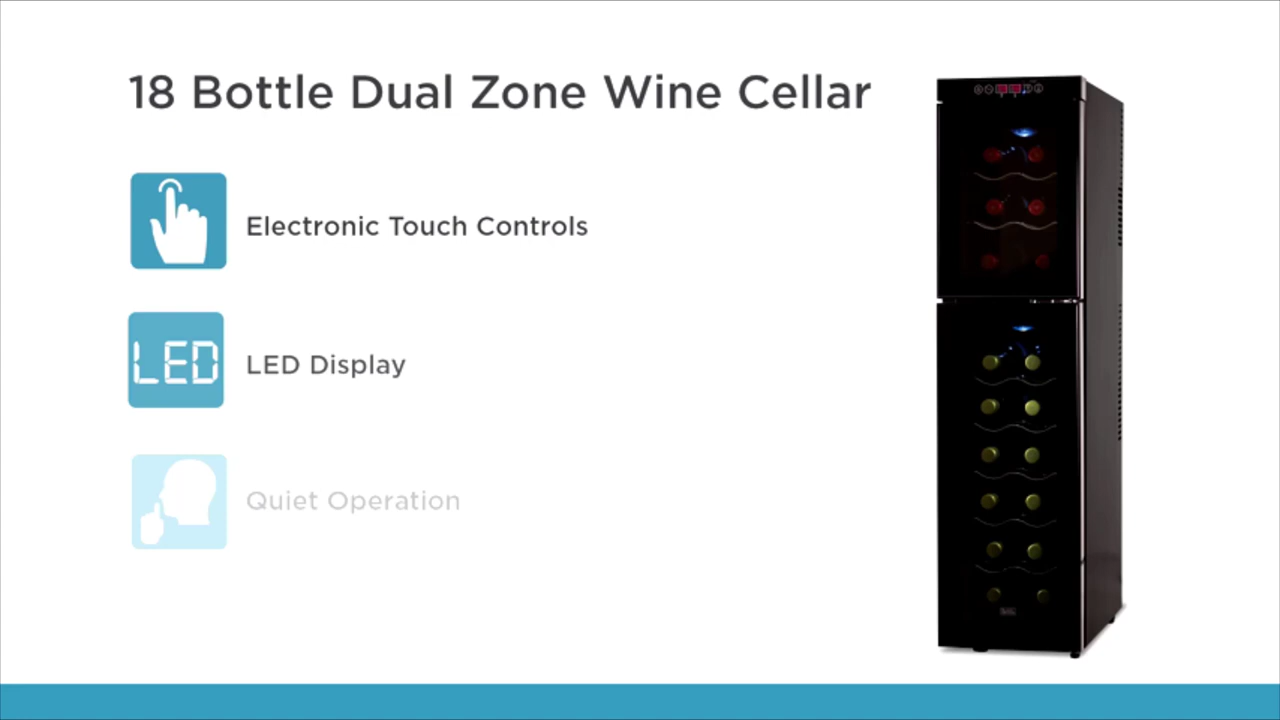 18 Bottle Dual Zone Wine Cellar
Electronic Touch Controls
LED
LED Display
Quiet Operation